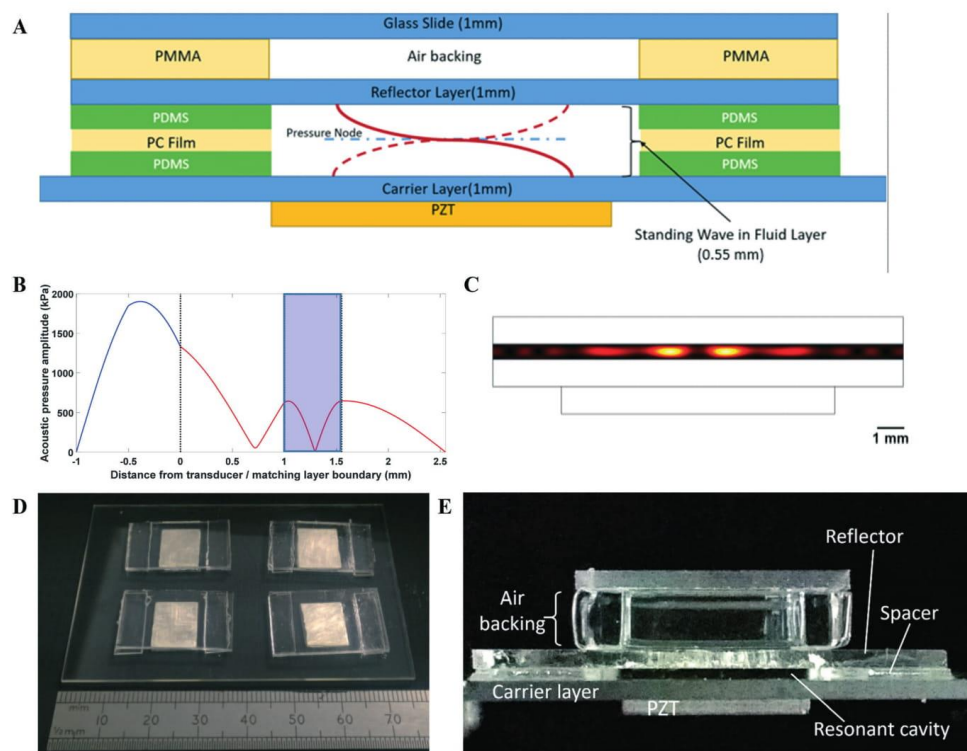 A
Glass Slide (1mm)
PMMA
Air backing
PMMA
Reflector Layer(1mm)
PDMS
PC Film
PDMS
Pressure Node
PDMS
PC Film
PDMS
Carrier Layer(1mm)
PZT
Standing Wave in Fluid Layer
(0.55 mm)
B
Acoustic pressure amplitude (kPa)
2000
1500
1000
500
0
-1
-0.5
0
0.5
1
1.5
2
2.5
Distance from transducer / matching layer boundary (mm)
C
1 mm
D
m/m
10
20
30
40
50
60
70
E
Reflector
Air
backing
Spacer
Carrier layer
PZT
Resonant cavity